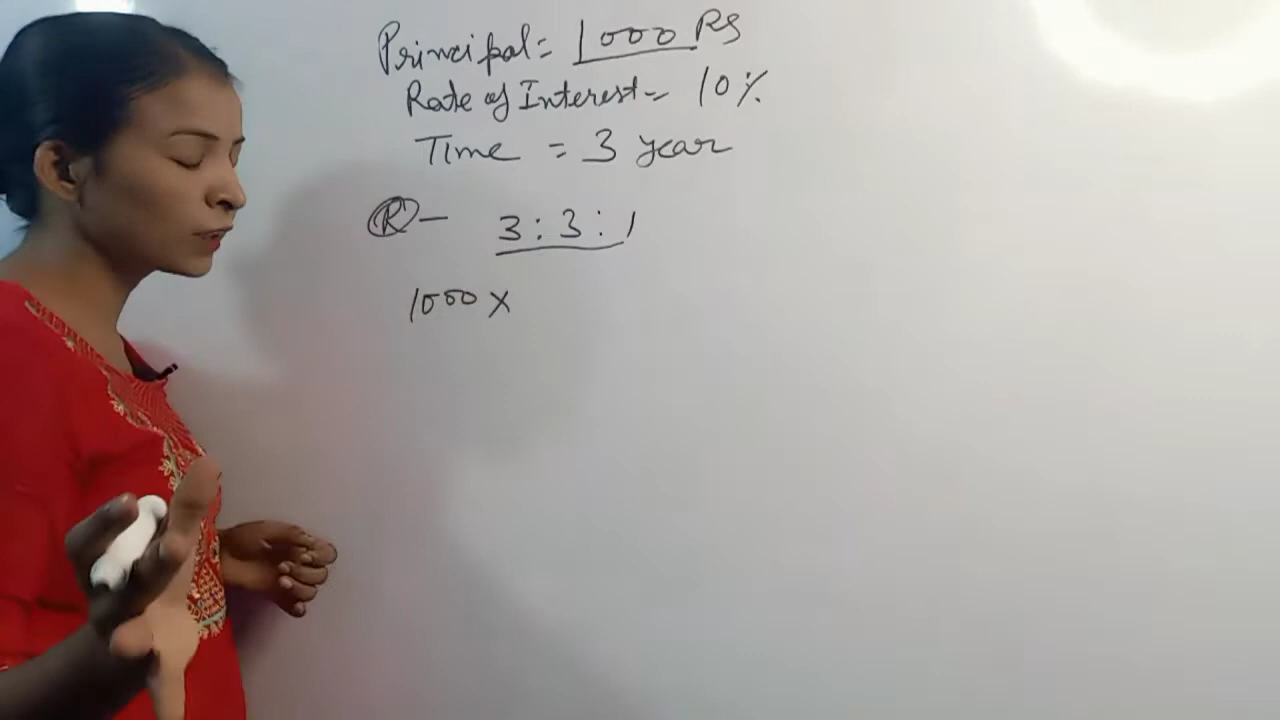 Principal= 1000 RS
Rate of Interest= 10%
Time = 3 year
R - 3:3:1
1000 x